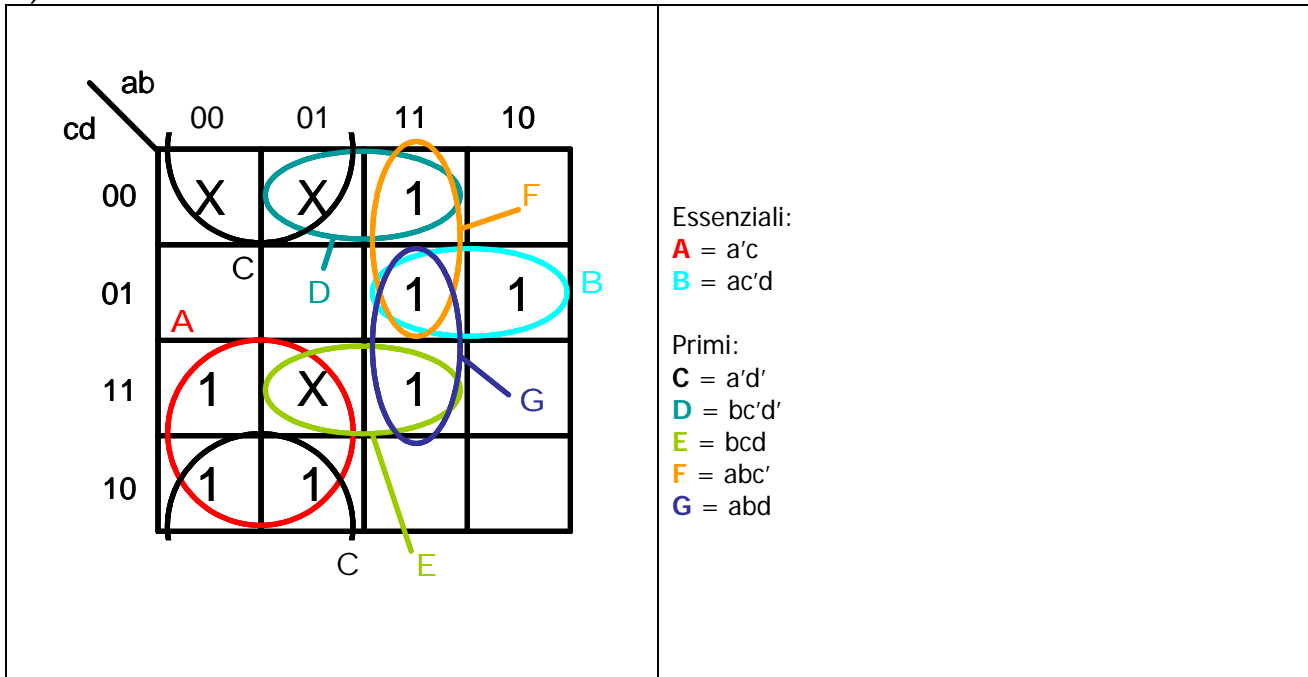 ab
cd
00 01 11 10
00 X X 1 F
C
01 D 1 1 B
A
11 1 X 1 G
10 1 1
C E
Essenziali:
A = a'c
B = ac'd
Primi:
C = a'd'
D = bc'd'
E = bcd
F = abc'
G = abd